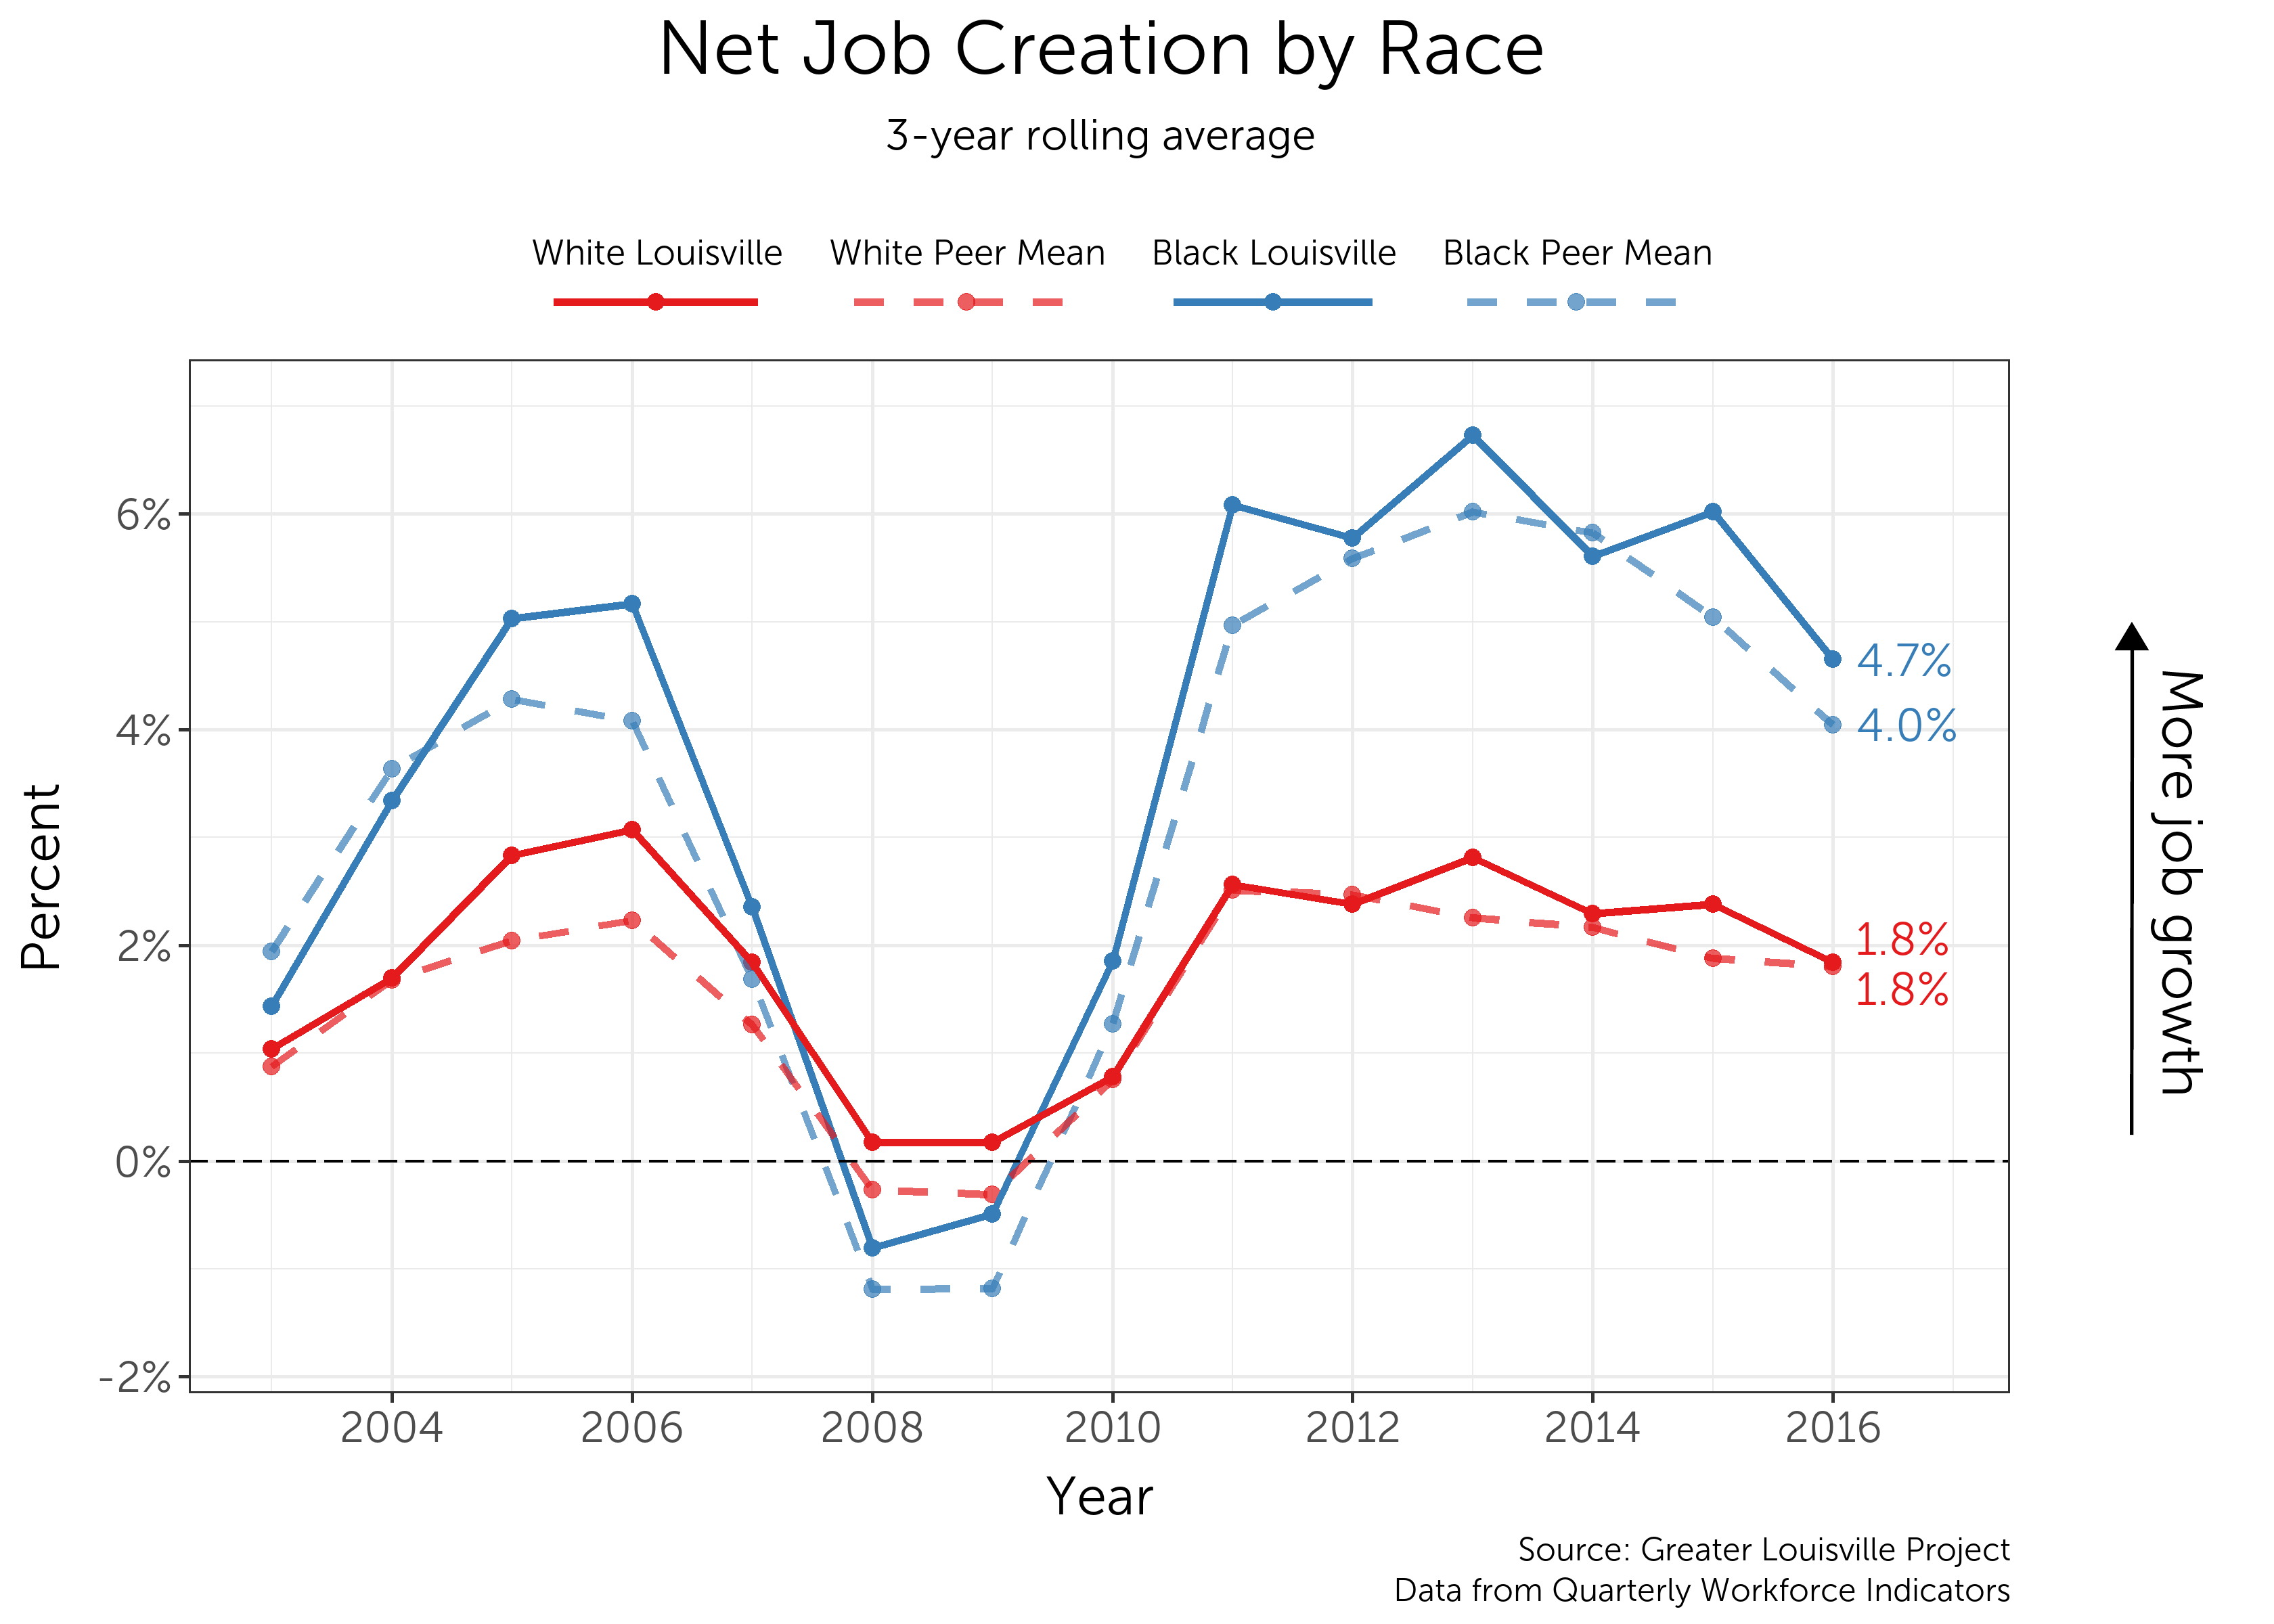 Net Job Creation by Race
3-year rolling average
White Louisville
White Peer Mean
Black Louisville
Black Peer Mean
Percent
6%
4%
2%
0%
-2%
4.7%
4.0%
1.8%
1.8%
More job growth
2004
2006
2008
2010
2012
2014
2016
Year
Source: Greater Louisville Project
Data from Quarterly Workforce Indicators